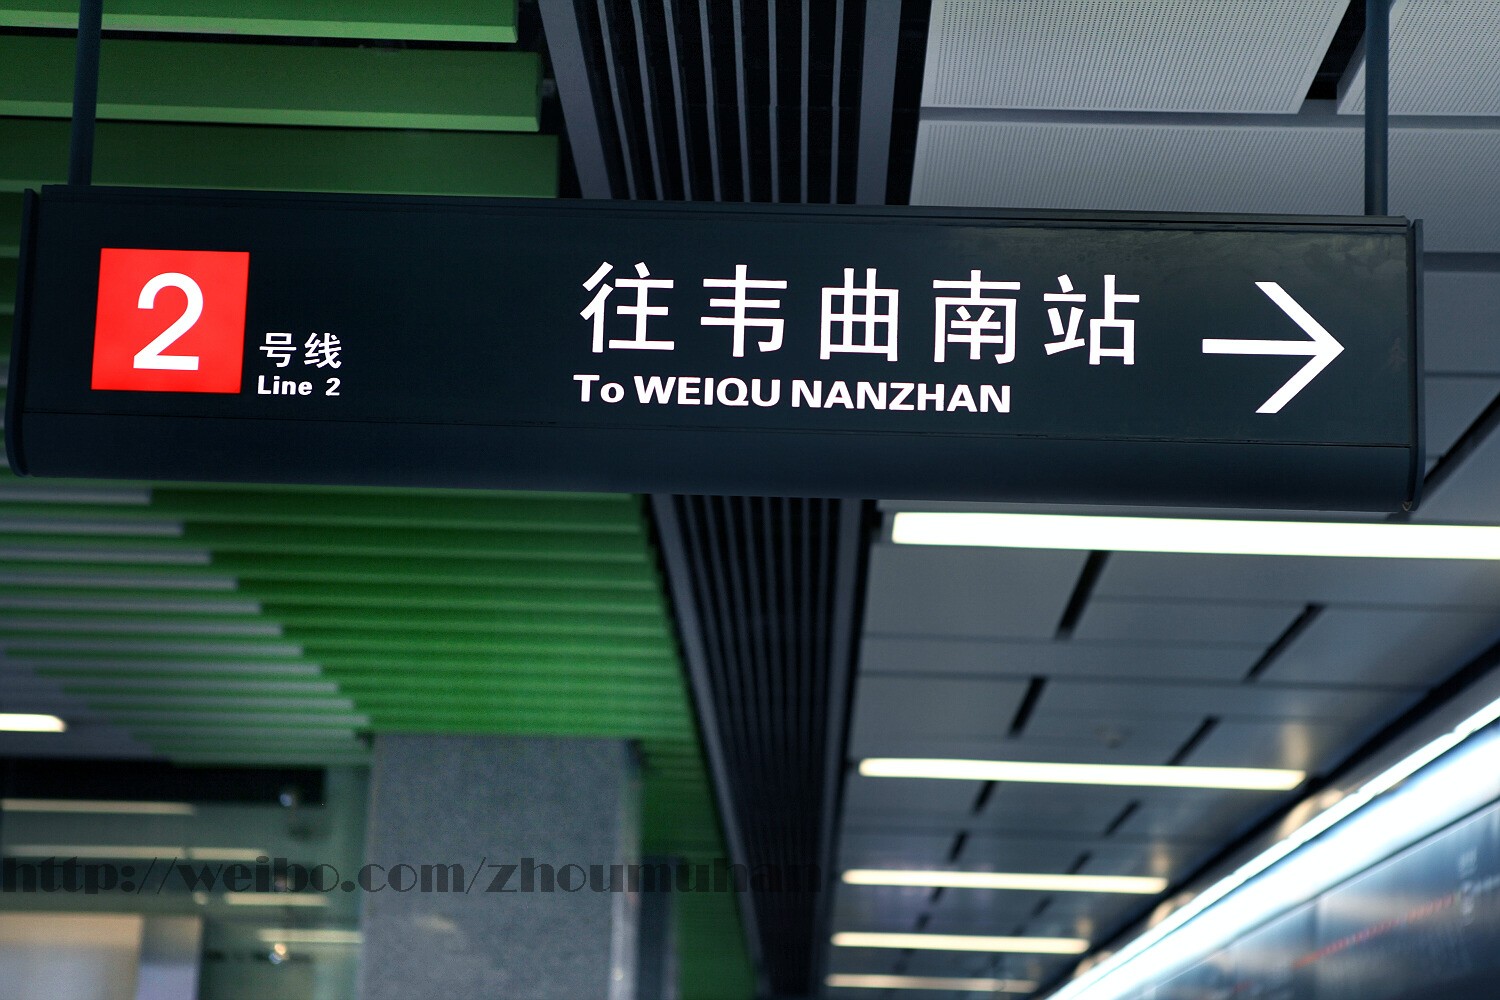 2
号线
Line 2
往韦曲南站
To WEIQU NANZHAN
http://weibo.com/zhoumuhan